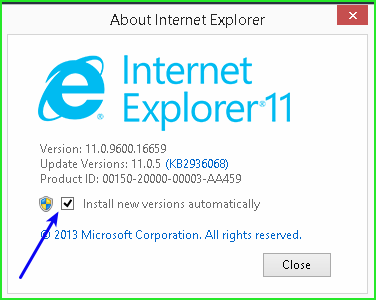 About Internet Explorer
Internet
Explorer 11
Version: 11.0.9600.16659
Update Versions: 11.0.5 (KB2936068)
Product ID: 00150-20000-00003-AA459
Install new versions automatically
© 2013 Microsoft Corporation. All rights reserved.
Close